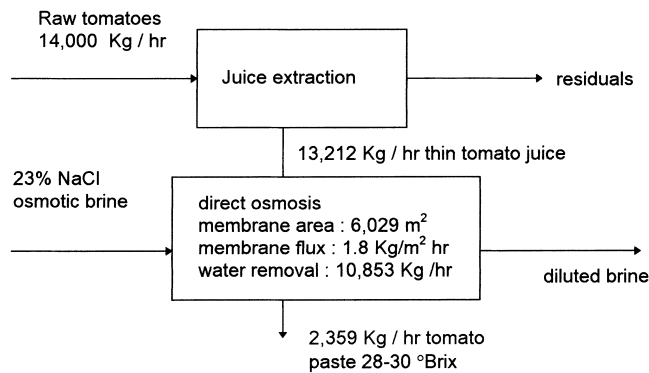 Raw tomatoes
14,000 Kg / hr
Juice extraction
residuals
13,212 Kg / hr thin tomato juice
23% NaCl
osmotic brine
direct osmosis
membrane area : 6,029 m²
membrane flux : 1.8 Kg/m² hr
water removal : 10,853 Kg /hr
diluted brine
2,359 Kg / hr tomato
paste 28-30 °Brix